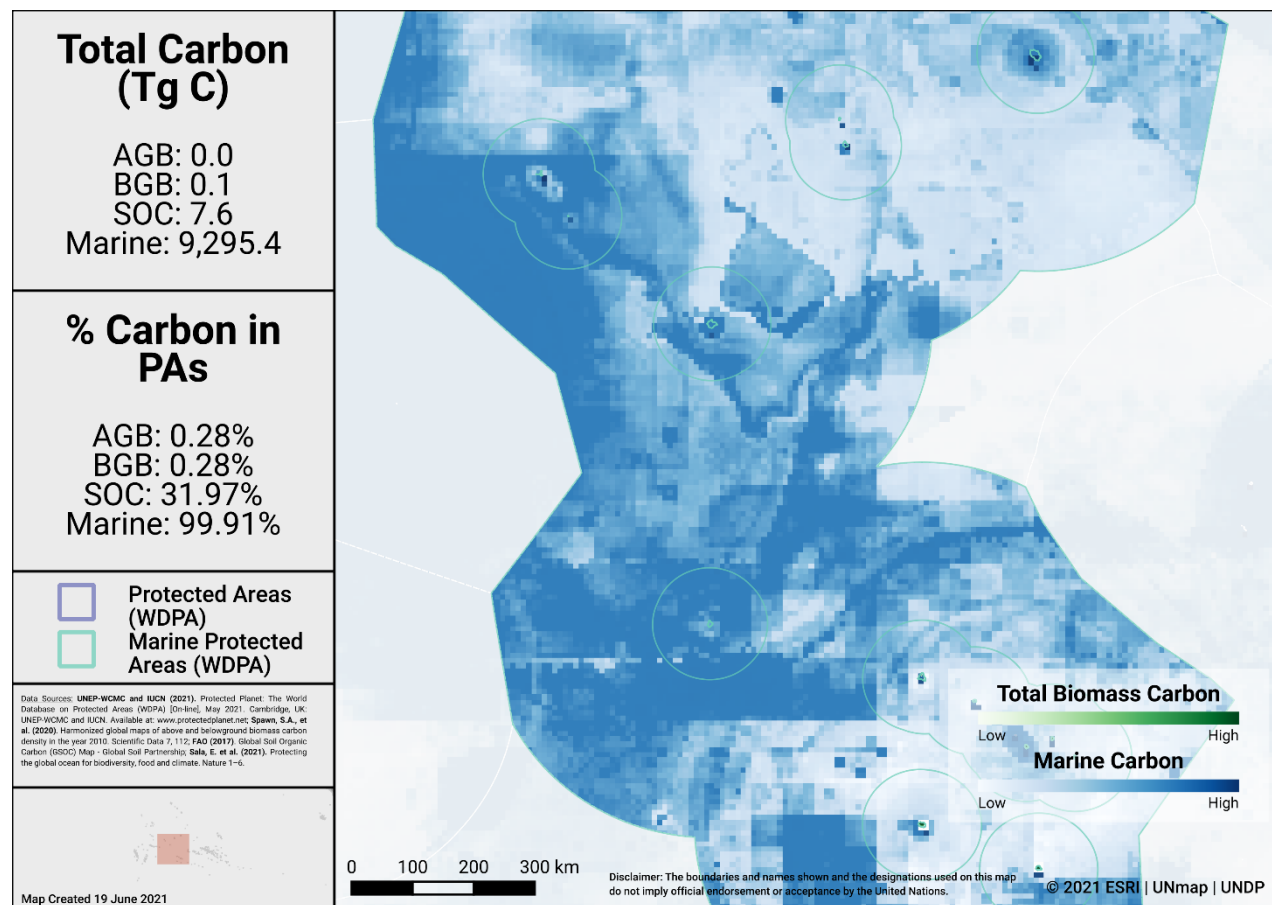 Total Carbon
(Tg C)
AGB: 0.0
BGB: 0.1
SOC: 7.6
Marine: 9,295.4
% Carbon in
PAs
AGB: 0.28%
BGB: 0.28%
SOC: 31.97%
Marine: 99.91%
Protected Areas
(WDPA)
Marine Protected
Areas (WDPA)
Data Sources: UNEP-WCMC and IUCN (2021). Protected Planet: The World
Database on Protected Areas (WDPA) [On-line], May 2021. Cambridge, UK:
UNEP-WCMC and IUCN. Available at: www.protectedplanet.net; Spawn, S.A., et
al. (2020). Harmonized global maps of above and belowground biomass carbon
density in the year 2010. Scientific Data 7, 112; FAO (2017). Global Soil Organic
Carbon (GSOC) Map - Global Soil Partnership; Sala, E. et al. (2021). Protecting
the global ocean for biodiversity, food and climate. Nature 1–6.
Map Created 19 June 2021
Total Biomass Carbon
Low High
Marine Carbon
Low High
0 100 200 300 km
Disclaimer: The boundaries and names shown and the designations used on this map
do not imply official endorsement or acceptance by the United Nations.
© 2021 ESRI | UNmap | UNDP